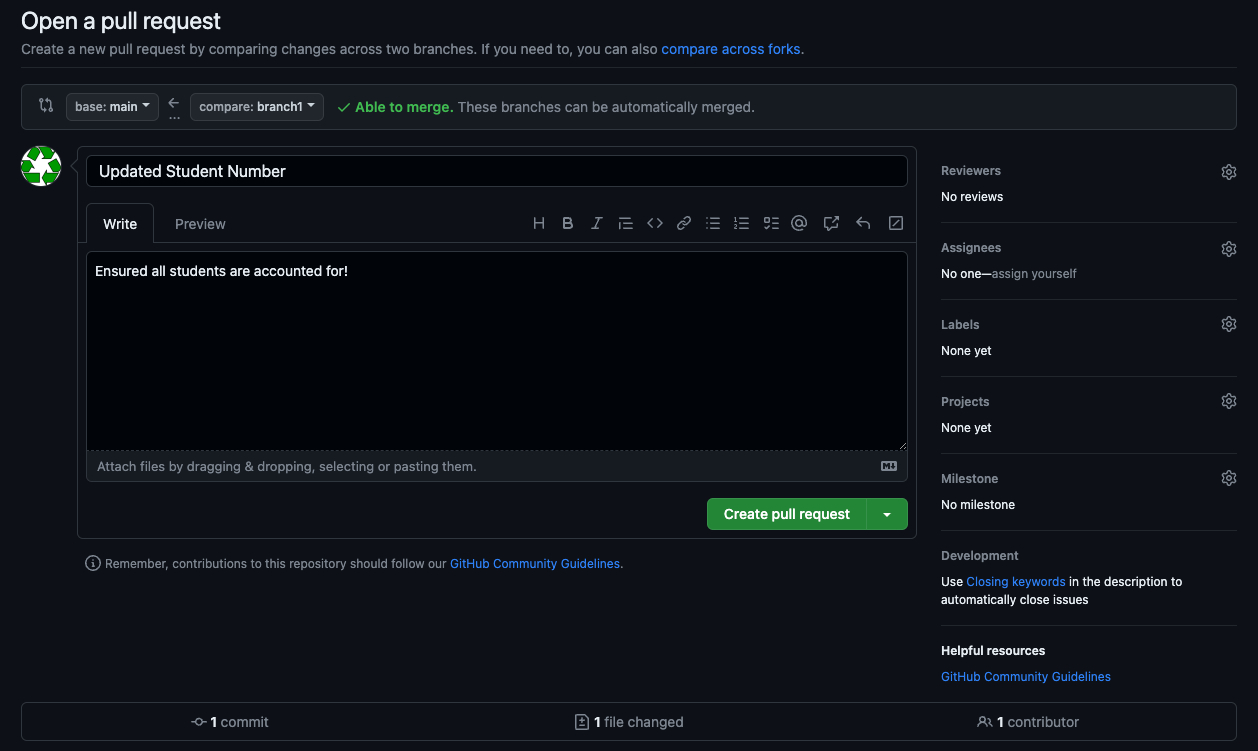 Open a pull request
Create a new pull request by comparing changes across two branches. If you need to, you can also compare across forks.
base: main
compare: branch1
Able to merge. These branches can be automatically merged.
Updated Student Number
Write
Preview
Ensured all students are accounted for!
Attach files by dragging & dropping, selecting or pasting them.
Create pull request
Remember, contributions to this repository should follow our GitHub Community Guidelines.
Reviewers
No reviews
Assignees
No one—assign yourself
Labels
None yet
Projects
None yet
Milestone
No milestone
Development
Use Closing keywords in the description to
automatically close issues
Helpful resources
GitHub Community Guidelines
1 commit
1 file changed
1 contributor